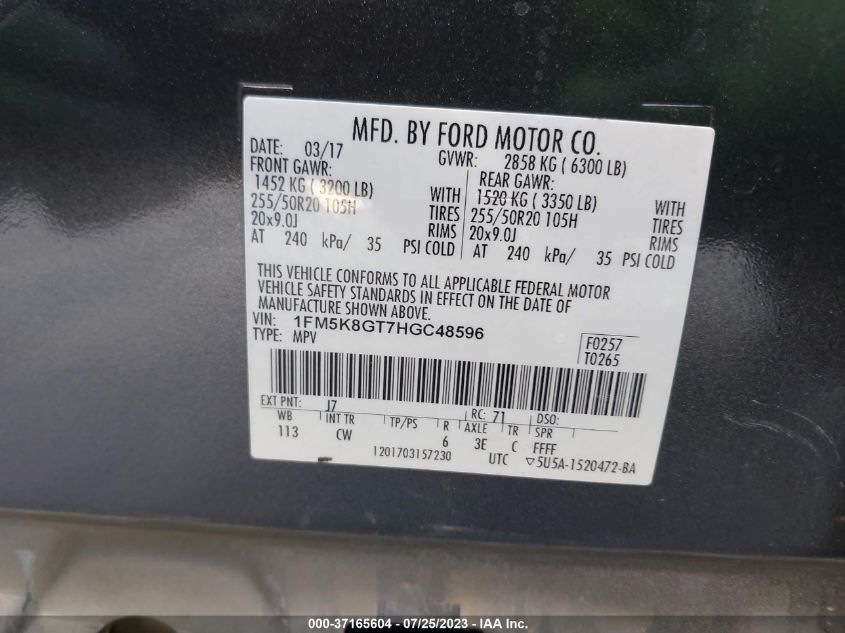 MFD. BY FORD MOTOR CO.
DATE: 03/17 GVWR: 2858 KG ( 6300 LB)
FRONT GAWR: REAR GAWR:
1452 KG ( 3200 LB) WITH 1520 KG ( 3350 LB) WITH
255/50R20 105H TIRES 255/50R20 105H TIRES
20x9.0J RIMS 20x9.0J RIMS
AT 240 kPa/ 35 PSI COLD AT 240 kPa/ 35 PSI COLD
THIS VEHICLE CONFORMS TO ALL APPLICABLE FEDERAL MOTOR
VEHICLE SAFETY STANDARDS IN EFFECT ON THE DATE OF
MANUFACTURE SHOWN ABOVE.
VIN: 1FM5K8GT7HGC48596
TYPE: MPV
F0257
T0265
EXT PNT: J7 RC: 71 DSO:
WB INT TR TP/PS R AXLE TR SPR
113 CW 6 3E C FFFF
1201703157230 UTC ▽5U5A-1520472-BA
000-37165604 / 07/25/2023 - IAA Inc.